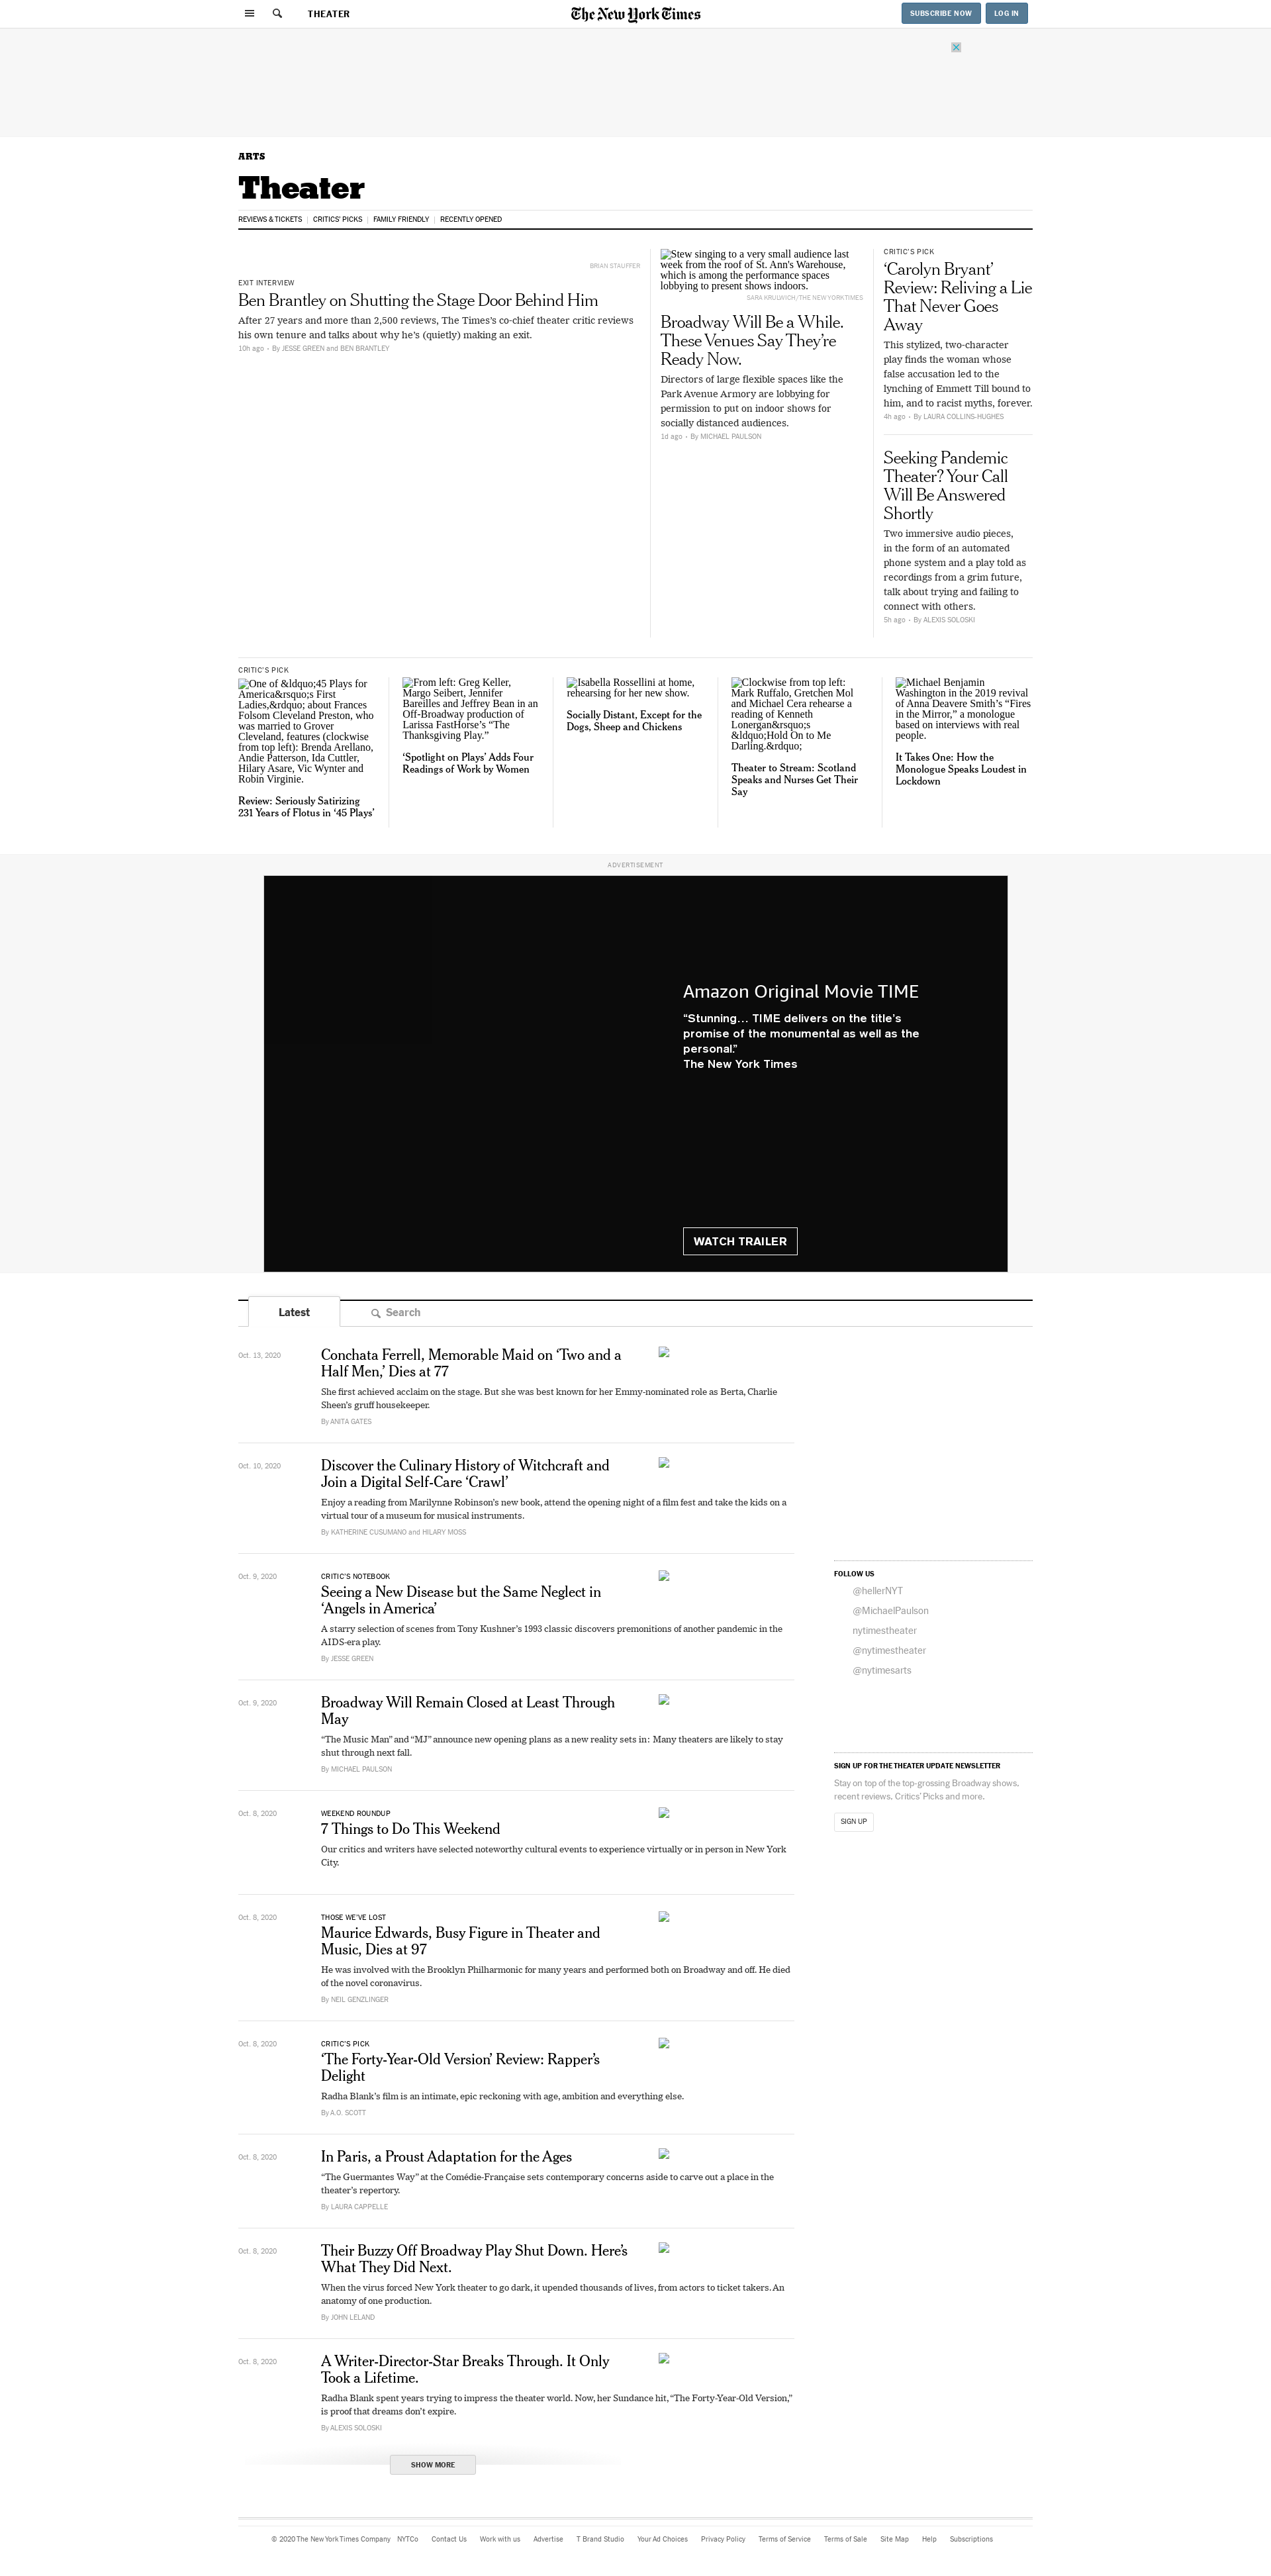 THEATER
The New York Times
SUBSCRIBE NOW
LOG IN
ARTS
Theater
REVIEWS & TICKETS
CRITICS' PICKS
FAMILY FRIENDLY
RECENTLY OPENED
BRIAN STAUFFER
EXIT INTERVIEW
Ben Brantley on Shutting the Stage Door Behind Him
After 27 years and more than 2,500 reviews, The Times’s co-chief theater critic reviews
his own tenure and talks about why he’s (quietly) making an exit.
10h ago • By JESSE GREEN and BEN BRANTLEY
Stew singing to a very small audience last
week from the roof of St. Ann's Warehouse,
which is among the performance spaces
lobbying to present shows indoors.
SARA KRULWICH/THE NEW YORK TIMES
Broadway Will Be a While.
These Venues Say They’re
Ready Now.
Directors of large flexible spaces like the
Park Avenue Armory are lobbying for
permission to put on indoor shows for
socially distanced audiences.
1d ago • By MICHAEL PAULSON
CRITIC’S PICK
‘Carolyn Bryant’
Review: Reliving a Lie
That Never Goes
Away
This stylized, two-character
play finds the woman whose
false accusation led to the
lynching of Emmett Till bound to
him, and to racist myths, forever.
4h ago • By LAURA COLLINS-HUGHES
Seeking Pandemic
Theater? Your Call
Will Be Answered
Shortly
Two immersive audio pieces,
in the form of an automated
phone system and a play told as
recordings from a grim future,
talk about trying and failing to
connect with others.
5h ago • By ALEXIS SOLOSKI
CRITIC’S PICK
One of &ldquo;45 Plays for
America&rsquo;s First
Ladies,&rdquo; about Frances
Folsom Cleveland Preston, who
was married to Grover
Cleveland, features (clockwise
from top left): Brenda Arellano,
Andie Patterson, Ida Cuttler,
Hilary Asare, Vic Wynter and
Robin Virginie.
Review: Seriously Satirizing
231 Years of Flotus in ‘45 Plays’
From left: Greg Keller,
Margo Seibert, Jennifer
Bareilles and Jeffrey Bean in an
Off-Broadway production of
Larissa FastHorse’s “The
Thanksgiving Play.”
‘Spotlight on Plays’ Adds Four
Readings of Work by Women
Isabella Rossellini at home,
rehearsing for her new show.
Socially Distant, Except for the
Dogs, Sheep and Chickens
Clockwise from top left:
Mark Ruffalo, Gretchen Mol
and Michael Cera rehearse a
reading of Kenneth
Lonergan&rsquo;s
&ldquo;Hold On to Me
Darling.&rdquo;
Theater to Stream: Scotland
Speaks and Nurses Get Their
Say
Michael Benjamin
Washington in the 2019 revival
of Anna Deavere Smith’s “Fires
in the Mirror,” a monologue
based on interviews with real
people.
It Takes One: How the
Monologue Speaks Loudest in
Lockdown
ADVERTISEMENT
Amazon Original Movie TIME
“Stunning… TIME delivers on the title’s
promise of the monumental as well as the
personal.”
The New York Times
WATCH TRAILER
Latest
Search
Oct. 13, 2020
Conchata Ferrell, Memorable Maid on ‘Two and a
Half Men,’ Dies at 77
She first achieved acclaim on the stage. But she was best known for her Emmy-nominated role as Berta, Charlie
Sheen’s gruff housekeeper.
By ANITA GATES
Oct. 10, 2020
Discover the Culinary History of Witchcraft and
Join a Digital Self-Care ‘Crawl’
Enjoy a reading from Marilynne Robinson’s new book, attend the opening night of a film fest and take the kids on a
virtual tour of a museum for musical instruments.
By KATHERINE CUSUMANO and HILARY MOSS
Oct. 9, 2020
CRITIC’S NOTEBOOK
Seeing a New Disease but the Same Neglect in
‘Angels in America’
A starry selection of scenes from Tony Kushner’s 1993 classic discovers premonitions of another pandemic in the
AIDS-era play.
By JESSE GREEN
Oct. 9, 2020
Broadway Will Remain Closed at Least Through
May
“The Music Man” and “MJ” announce new opening plans as a new reality sets in: Many theaters are likely to stay
shut through next fall.
By MICHAEL PAULSON
Oct. 8, 2020
WEEKEND ROUNDUP
7 Things to Do This Weekend
Our critics and writers have selected noteworthy cultural events to experience virtually or in person in New York
City.
Oct. 8, 2020
THOSE WE’VE LOST
Maurice Edwards, Busy Figure in Theater and
Music, Dies at 97
He was involved with the Brooklyn Philharmonic for many years and performed both on Broadway and off. He died
of the novel coronavirus.
By NEIL GENZLINGER
Oct. 8, 2020
CRITIC’S PICK
‘The Forty-Year-Old Version’ Review: Rapper’s
Delight
Radha Blank’s film is an intimate, epic reckoning with age, ambition and everything else.
By A.O. SCOTT
Oct. 8, 2020
In Paris, a Proust Adaptation for the Ages
“The Guermantes Way” at the Comédie-Française sets contemporary concerns aside to carve out a place in the
theater’s repertory.
By LAURA CAPPELLE
Oct. 8, 2020
Their Buzzy Off Broadway Play Shut Down. Here’s
What They Did Next.
When the virus forced New York theater to go dark, it upended thousands of lives, from actors to ticket takers. An
anatomy of one production.
By JOHN LELAND
Oct. 8, 2020
A Writer-Director-Star Breaks Through. It Only
Took a Lifetime.
Radha Blank spent years trying to impress the theater world. Now, her Sundance hit, “The Forty-Year-Old Version,”
is proof that dreams don’t expire.
By ALEXIS SOLOSKI
SHOW MORE
FOLLOW US
@hellerNYT
@MichaelPaulson
nytimestheater
@nytimestheater
@nytimesarts
SIGN UP FOR THE THEATER UPDATE NEWSLETTER
Stay on top of the top-grossing Broadway shows,
recent reviews, Critics’ Picks and more.
SIGN UP
© 2020 The New York Times Company NYTCo Contact Us Work with us Advertise T Brand Studio Your Ad Choices Privacy Policy Terms of Service Terms of Sale Site Map Help Subscriptions